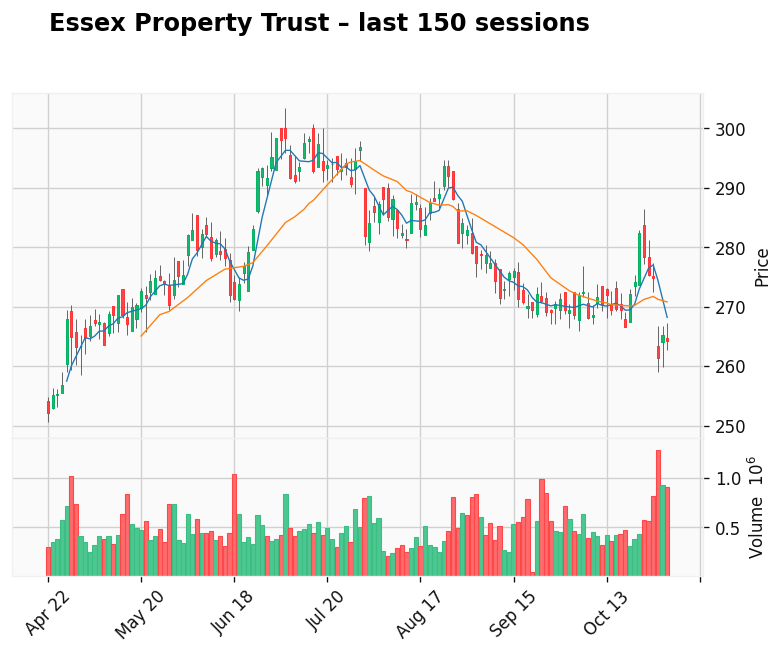 Essex Property Trust – last 150 sessions
300
290
280
270
260
250
Price
1.0
0.5
Volume 10^6
Apr 22
May 20
Jun 18
Jul 20
Aug 17
Sep 15
Oct 13